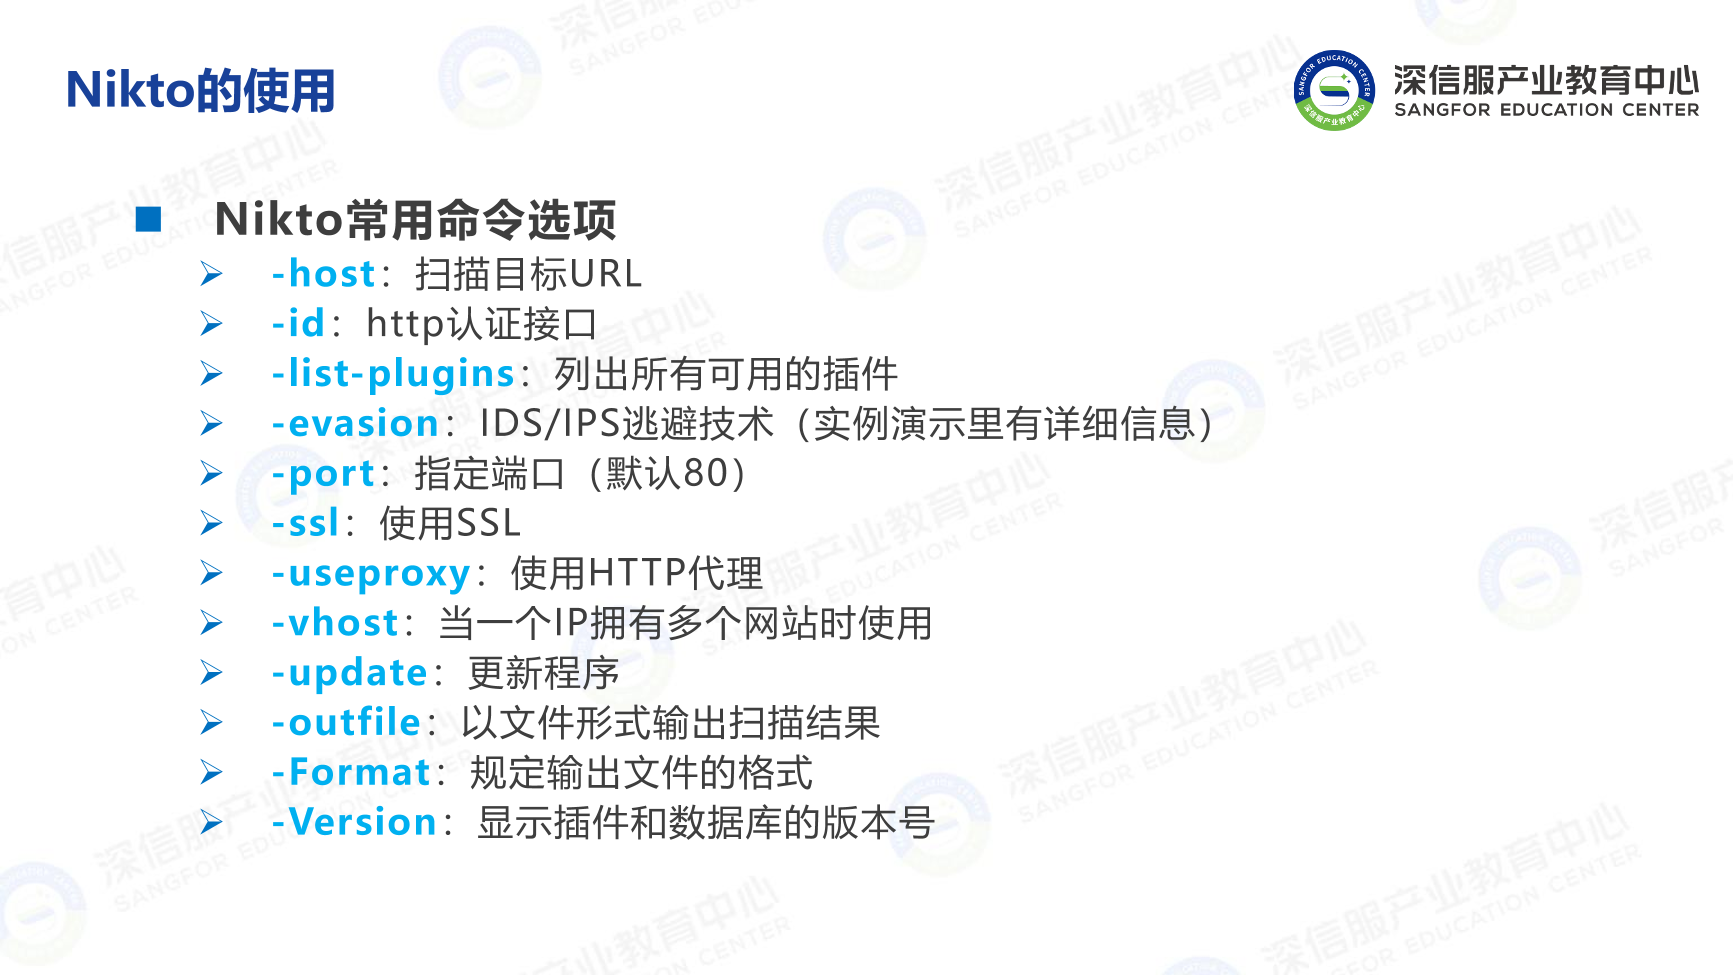 Nikto的使用
深信服产业教育中心
SANGFOR EDUCATION CENTER
Nikto常用命令选项
-host：扫描目标URL
-id：http认证接口
-list-plugins：列出所有可用的插件
-evasion：IDS/IPS逃避技术（实例演示里有详细信息）
-port：指定端口（默认80）
-ssl：使用SSL
-useproxy：使用HTTP代理
-vhost：当一个IP拥有多个网站时使用
-update：更新程序
-outfile：以文件形式输出扫描结果
-Format：规定输出文件的格式
-Version：显示插件和数据库的版本号